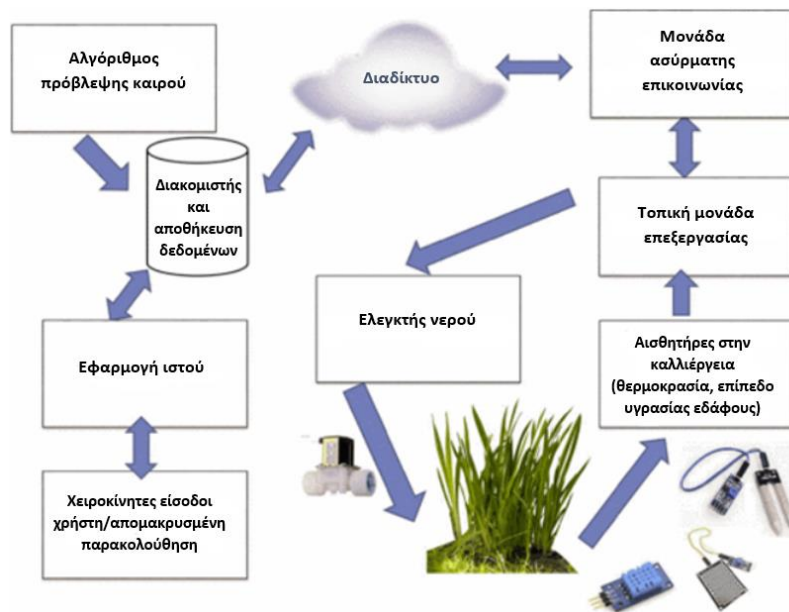 Αλγόριθμος
πρόβλεψης καιρού
Διαδίκτυο
Μονάδα
ασύρματης
επικοινωνίας
Διακομιστής
και
αποθήκευση
δεδομένων
Τοπική μονάδα
επεξεργασίας
Ελεγκτής νερού
Εφαρμογή ιστού
Αισθητήρες στην
καλλιέργεια
(θερμοκρασία, επίπεδο
υγρασίας εδάφους)
Χειροκίνητες είσοδοι
χρήστη/απομακρυσμένη
παρακολούθηση